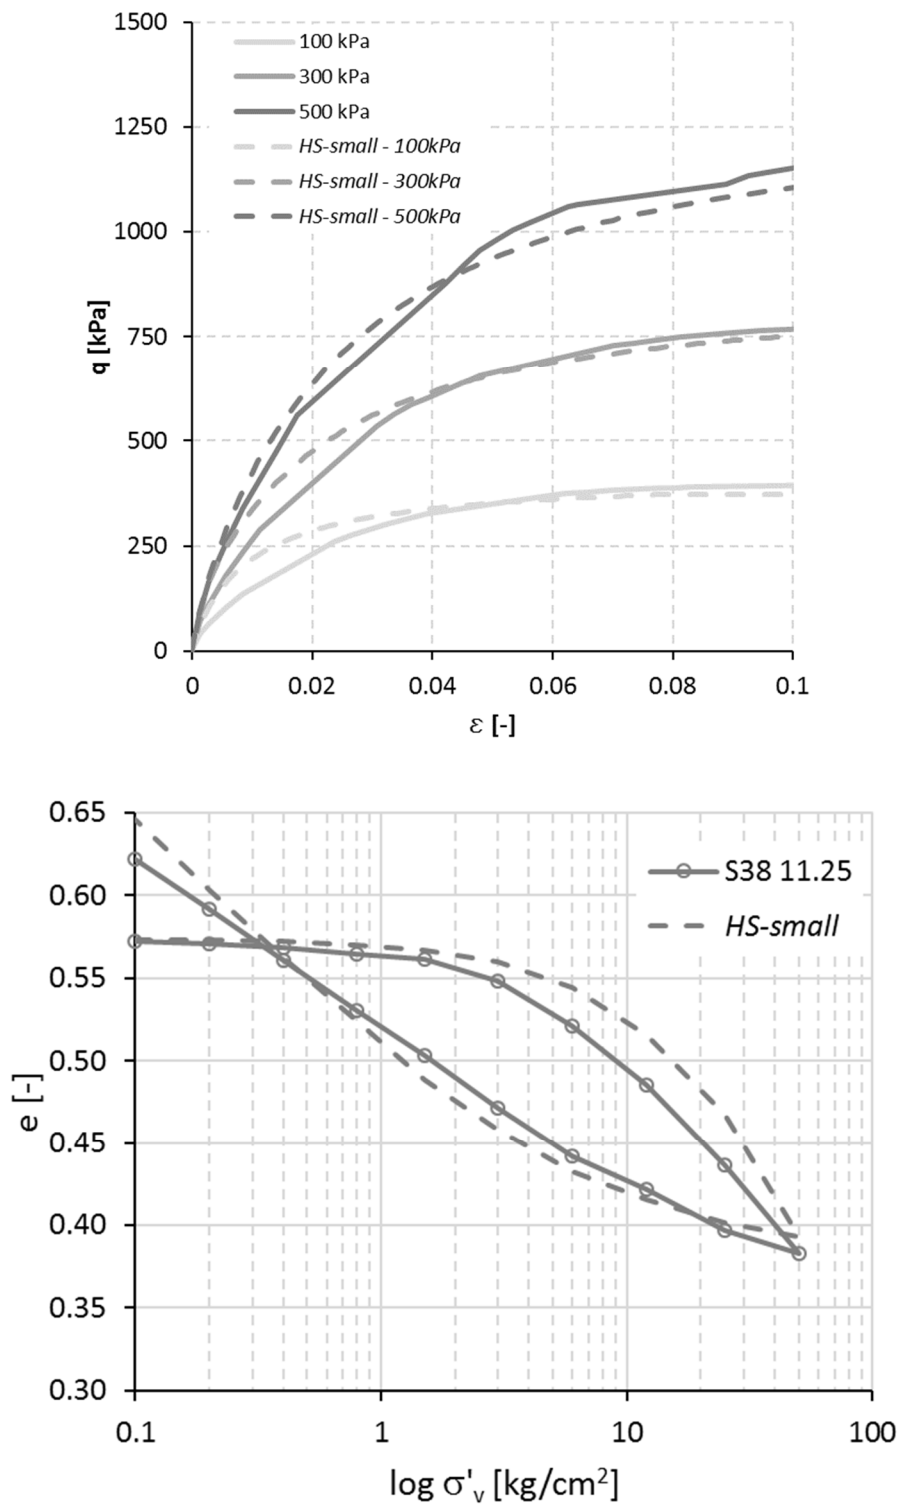 1500
1250
1000
750
500
250
0
q [kPa]
100 kPa
300 kPa
500 kPa
HS-small - 100kPa
HS-small - 300kPa
HS-small - 500kPa
0 0.02 0.04 0.06 0.08 0.1
ε [-]
0.65
0.60
0.55
0.50
0.45
0.40
0.35
0.30
e [-]
S38 11.25
HS-small
0.1 1 10 100
log σ'v [kg/cm²]